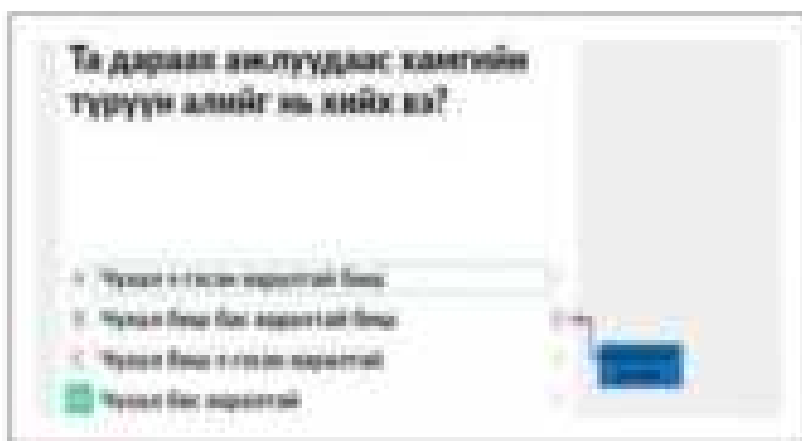 Та дараах ажлуудаас хамгийн
түрүүн алийг нь хийх вэ?
A Чухал ч гэсэн яаралтай биш
B Чухал биш бас яаралтай биш
C Чухал биш ч гэсэн яаралтай
Чухал бас яаралтай